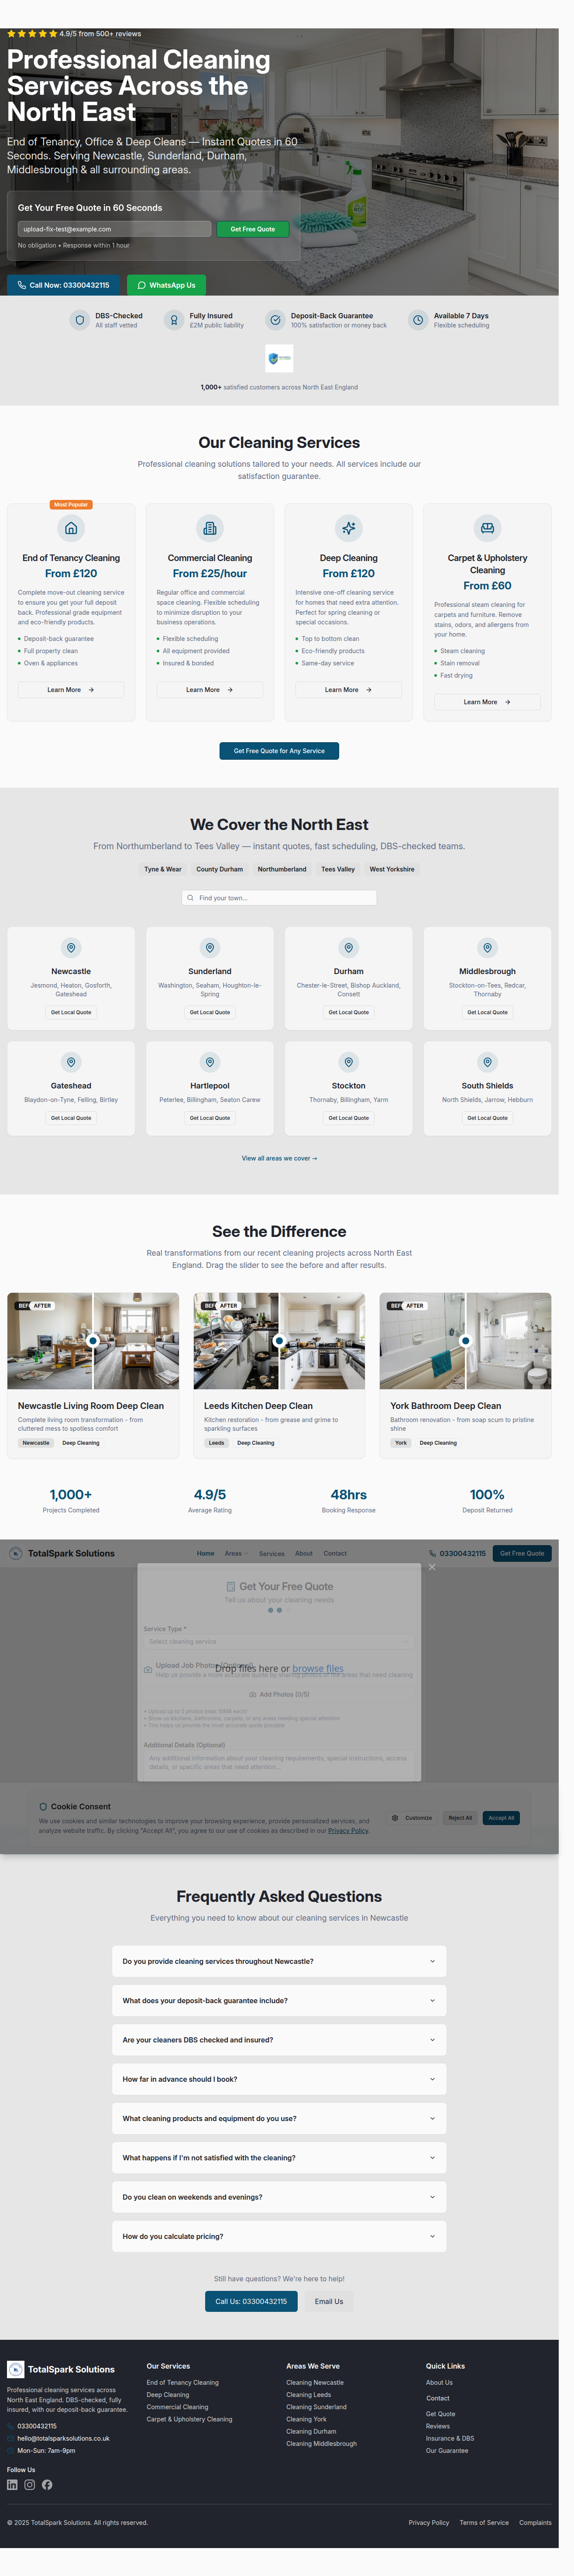 4.9/5 from 500+ reviews
Professional Cleaning
Services Across the
North East
End of Tenancy, Office & Deep Cleans — Instant Quotes in 60
Seconds. Serving Newcastle, Sunderland, Durham,
Middlesbrough & all surrounding areas.
Get Your Free Quote in 60 Seconds
upload-fix-test@example.com
Get Free Quote
No obligation • Response within 1 hour
Call Now: 03300432115
WhatsApp Us
DBS-Checked
All staff vetted
Fully Insured
£2M public liability
Deposit-Back Guarantee
100% satisfaction or money back
Available 7 Days
Flexible scheduling
1,000+ satisfied customers across North East England
Our Cleaning Services
Professional cleaning solutions tailored to your needs. All services include our
satisfaction guarantee.
Most Popular
End of Tenancy Cleaning
From £120
Complete move-out cleaning service
to ensure you get your full deposit
back. Professional grade equipment
and eco-friendly products.
Deposit-back guarantee
Full property clean
Oven & appliances
Learn More
Commercial Cleaning
From £25/hour
Regular office and commercial
space cleaning. Flexible scheduling
to minimize disruption to your
business operations.
Flexible scheduling
All equipment provided
Insured & bonded
Learn More
Deep Cleaning
From £120
Intensive one-off cleaning service
for homes that need extra attention.
Perfect for spring cleaning or
special occasions.
Top to bottom clean
Eco-friendly products
Same-day service
Learn More
Carpet & Upholstery
Cleaning
From £60
Professional steam cleaning for
carpets and furniture. Remove
stains, odors, and allergens from
your home.
Steam cleaning
Stain removal
Fast drying
Learn More
Get Free Quote for Any Service
We Cover the North East
From Northumberland to Tees Valley — instant quotes, fast scheduling, DBS-checked teams.
Tyne & Wear
County Durham
Northumberland
Tees Valley
West Yorkshire
Find your town...
Newcastle
Jesmond, Heaton, Gosforth,
Gateshead
Get Local Quote
Sunderland
Washington, Seaham, Houghton-le-
Spring
Get Local Quote
Durham
Chester-le-Street, Bishop Auckland,
Consett
Get Local Quote
Middlesbrough
Stockton-on-Tees, Redcar,
Thornaby
Get Local Quote
Gateshead
Blaydon-on-Tyne, Felling, Birtley
Get Local Quote
Hartlepool
Peterlee, Billingham, Seaton Carew
Get Local Quote
Stockton
Thornaby, Billingham, Yarm
Get Local Quote
South Shields
North Shields, Jarrow, Hebburn
Get Local Quote
View all areas we cover →
See the Difference
Real transformations from our recent cleaning projects across North East
England. Drag the slider to see the before and after results.
BEF AFTER
Newcastle Living Room Deep Clean
Complete living room transformation - from
cluttered mess to spotless comfort
Newcastle
Deep Cleaning
BEF AFTER
Leeds Kitchen Deep Clean
Kitchen restoration - from grease and grime to
sparkling surfaces
Leeds
Deep Cleaning
BEF AFTER
York Bathroom Deep Clean
Bathroom renovation - from soap scum to pristine
shine
York
Deep Cleaning
1,000+
Projects Completed
4.9/5
Average Rating
48hrs
Booking Response
100%
Deposit Returned
TotalSpark Solutions
Home
Areas
Services
About
Contact
03300432115
Get Free Quote
Get Your Free Quote
Tell us about your cleaning needs
Service Type *
Select cleaning service
Upload Job Photos (Optional)
Drop files here or browse files
Help us provide a more accurate quote by sharing photos of the areas that need cleaning
Add Photos (0/5)
• Upload up to 5 photos (max 10MB each)
• Show us kitchens, bathrooms, carpets, or any areas needing special attention
• This helps us provide the most accurate quote possible
Additional Details (Optional)
Any additional information about your cleaning requirements, special instructions, access
details, or specific areas that need attention...
Cookie Consent
We use cookies and similar technologies to improve your browsing experience, provide personalized services, and
analyze website traffic. By clicking "Accept All", you agree to our use of cookies as described in our Privacy Policy.
Customize
Reject All
Accept All
Frequently Asked Questions
Everything you need to know about our cleaning services in Newcastle
Do you provide cleaning services throughout Newcastle?
What does your deposit-back guarantee include?
Are your cleaners DBS checked and insured?
How far in advance should I book?
What cleaning products and equipment do you use?
What happens if I'm not satisfied with the cleaning?
Do you clean on weekends and evenings?
How do you calculate pricing?
Still have questions? We're here to help!
Call Us: 03300432115
Email Us
TotalSpark Solutions
Professional cleaning services across
North East England. DBS-checked, fully
insured, with our deposit-back guarantee.
03300432115
hello@totalsparksolutions.co.uk
Mon-Sun: 7am-9pm
Follow Us
Our Services
End of Tenancy Cleaning
Deep Cleaning
Commercial Cleaning
Carpet & Upholstery Cleaning
Areas We Serve
Cleaning Newcastle
Cleaning Leeds
Cleaning Sunderland
Cleaning York
Cleaning Durham
Cleaning Middlesbrough
Quick Links
About Us
Contact
Get Quote
Reviews
Insurance & DBS
Our Guarantee
© 2025 TotalSpark Solutions. All rights reserved.
Privacy Policy
Terms of Service
Complaints